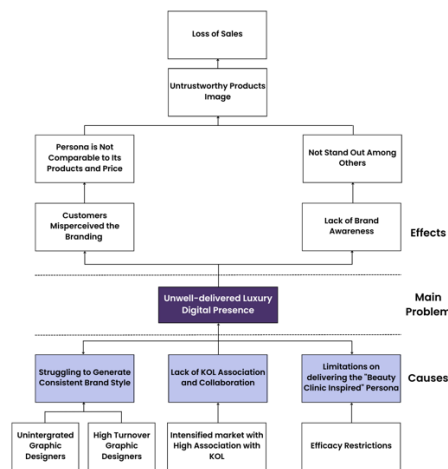 Loss of Sales
Untrustworthy Products
Image
Persona is Not
Comparable to Its
Products and Price
Not Stand Out Among
Others
Customers
Misperceived the
Branding
Lack of Brand
Awareness
Effects
Unwell-delivered Luxury
Digital Presence
Main
Problem
Struggling to Generate
Consistent Brand Style
Lack of KOL Association
and Collaboration
Limitations on
delivering the "Beauty
Clinic Inspired" Persona
Causes
Unintergrated
Graphic
Designers
High Turnover
Graphic
Designers
Intensified market with
High Association with
KOL
Efficacy Restrictions